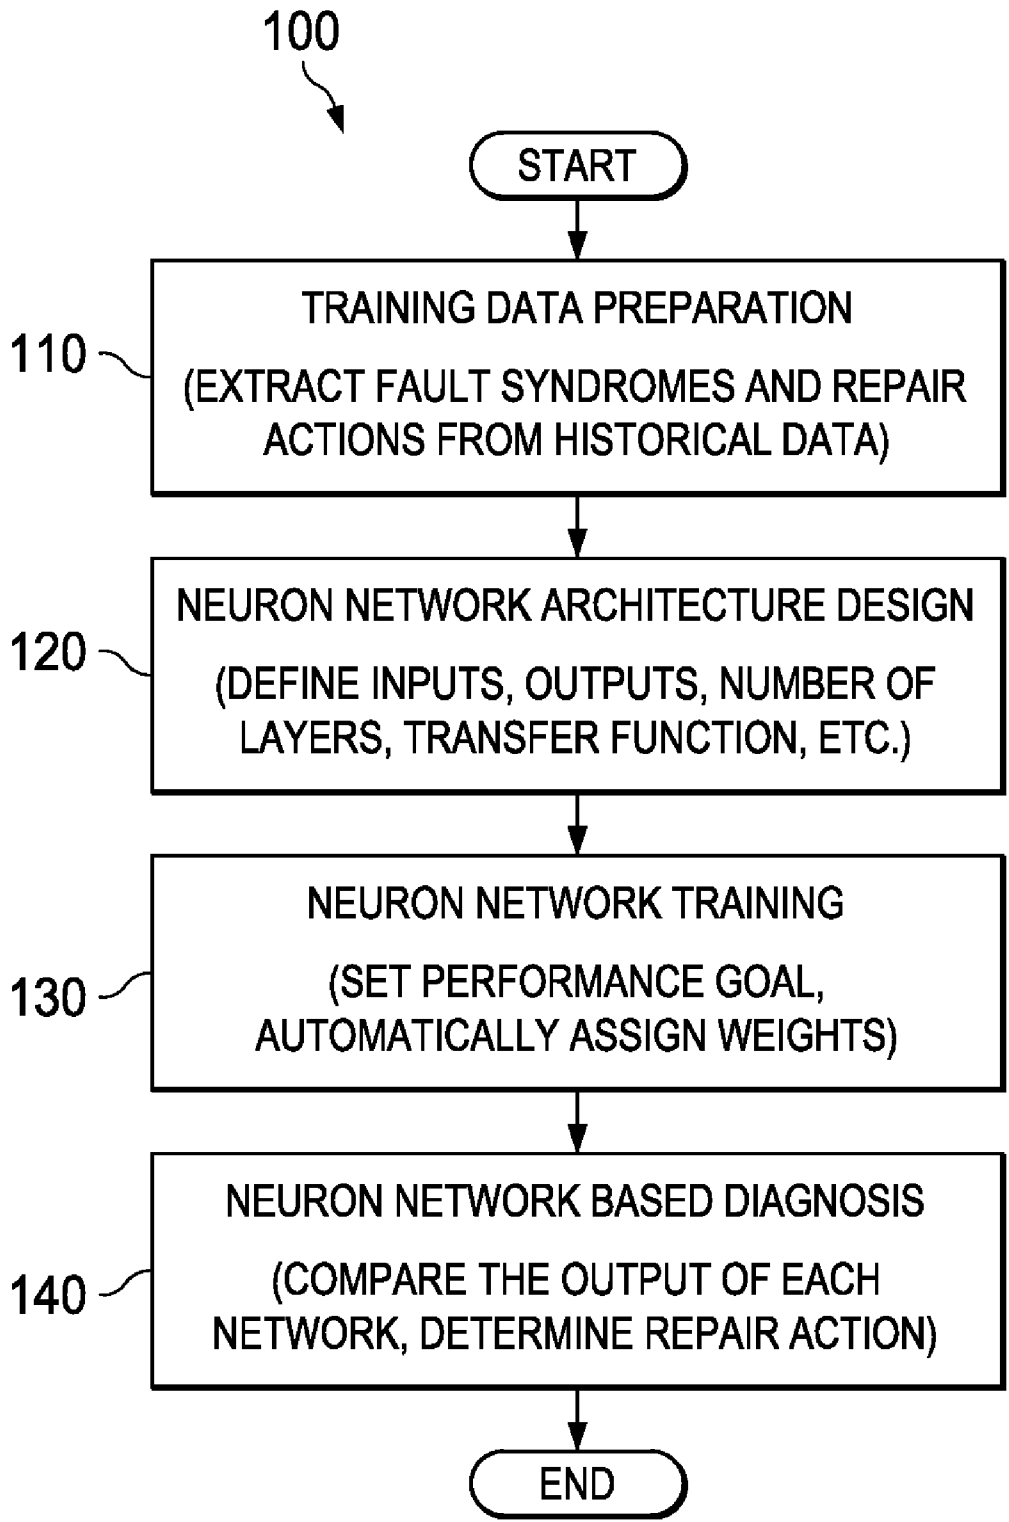 100
START
TRAINING DATA PREPARATION
110
(EXTRACT FAULT SYNDROMES AND REPAIR
ACTIONS FROM HISTORICAL DATA)
NEURON NETWORK ARCHITECTURE DESIGN
120
(DEFINE INPUTS, OUTPUTS, NUMBER OF
LAYERS, TRANSFER FUNCTION, ETC.)
NEURON NETWORK TRAINING
130
(SET PERFORMANCE GOAL,
AUTOMATICALLY ASSIGN WEIGHTS)
NEURON NETWORK BASED DIAGNOSIS
140
(COMPARE THE OUTPUT OF EACH
NETWORK, DETERMINE REPAIR ACTION)
END